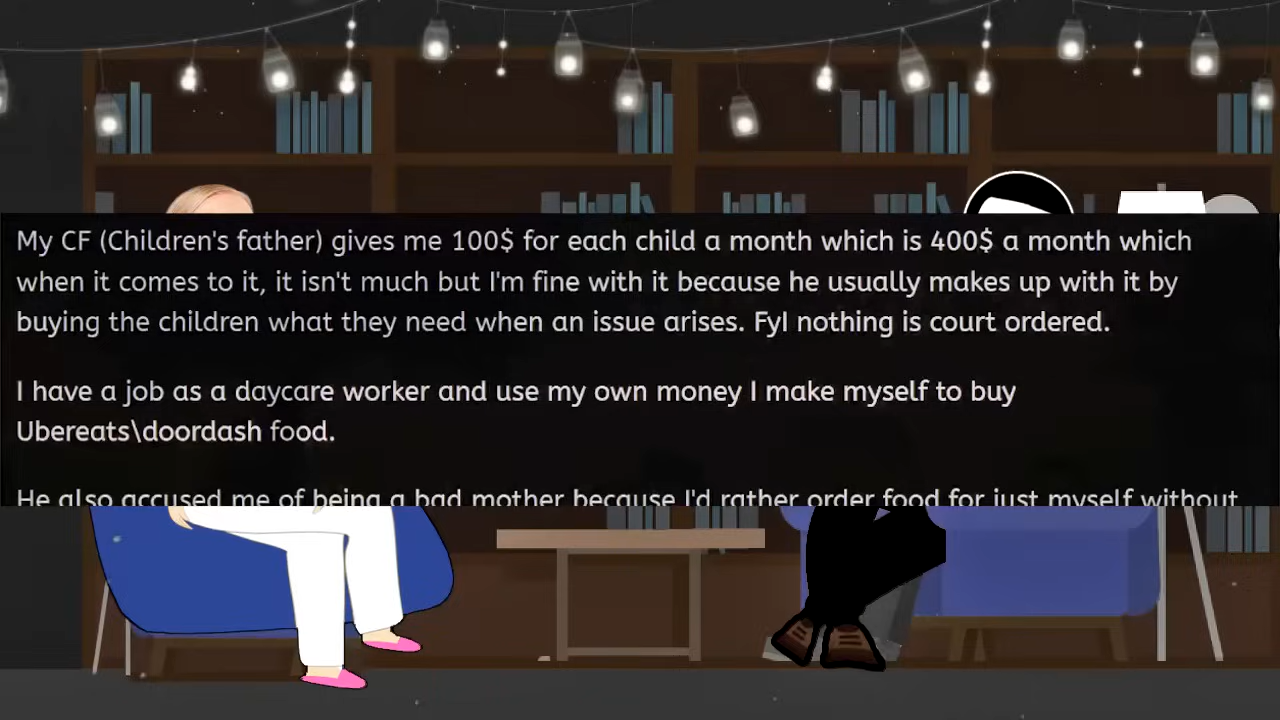 My CF (Children's father) gives me 100$ for each child a month which is 400$ a month which
when it comes to it, it isn't much but I'm fine with it because he usually makes up with it by
buying the children what they need when an issue arises. FyI nothing is court ordered.
I have a job as a daycare worker and use my own money I make myself to buy
Ubereats\doordash food.
He also accused me of being a bad mother because I'd rather order food for just myself without